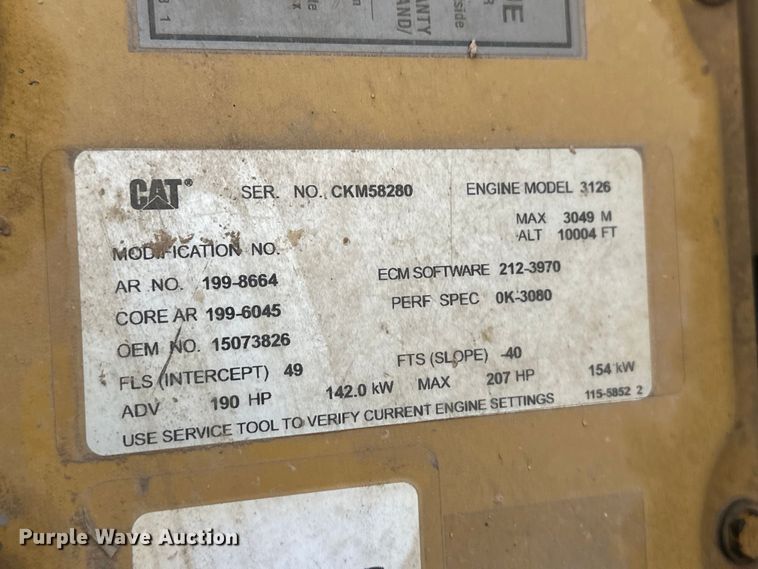 CAT® SER. NO. CKM58280 ENGINE MODEL 3126
MAX 3049 M
ALT 10004 FT
MODIFICATION NO.
AR NO. 199-8664 ECM SOFTWARE 212-3970
CORE AR 199-6045 PERF SPEC 0K-3080
OEM NO. 15073826
FLS (INTERCEPT) 49 FTS (SLOPE) -40
ADV 190 HP 142.0 kW MAX 207 HP 154 kW
USE SERVICE TOOL TO VERIFY CURRENT ENGINE SETTINGS 115-5852 2
Purple Wave Auction